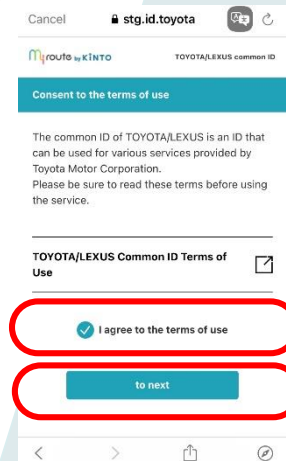 Cancel
stg.id.toyota
my route by KINTO
TOYOTA/LEXUS common ID
Consent to the terms of use
The common ID of TOYOTA/LEXUS is an ID that
can be used for various services provided by
Toyota Motor Corporation.
Please be sure to read these terms before using
the service.
TOYOTA/LEXUS Common ID Terms of
Use
I agree to the terms of use
to next